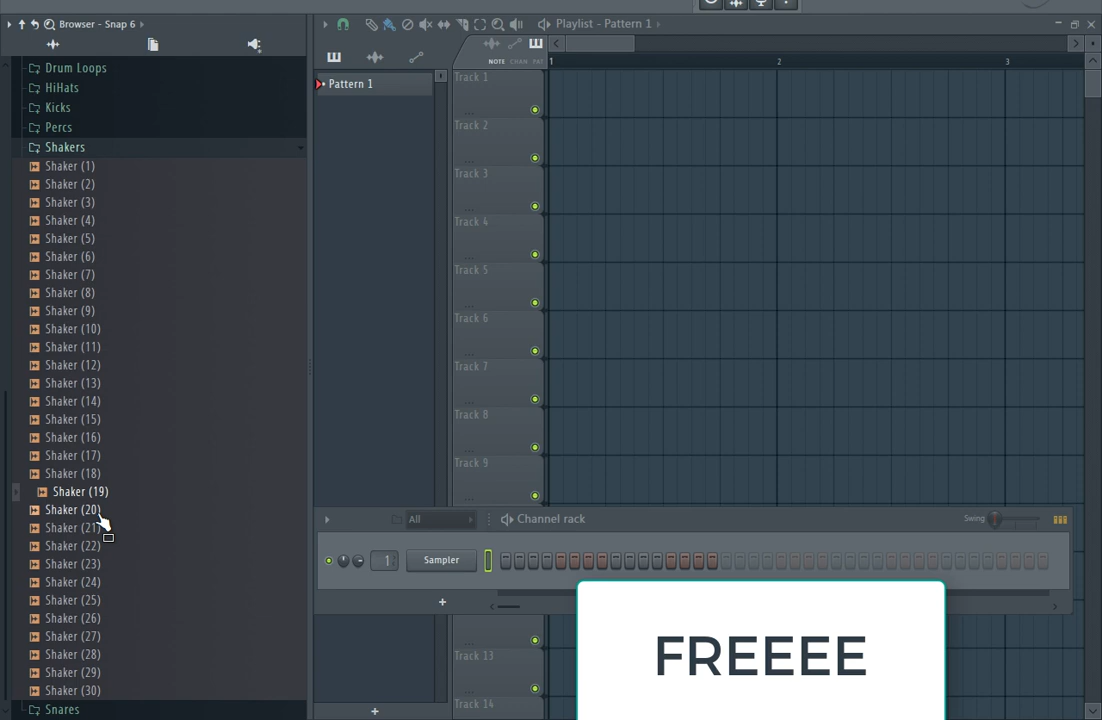 Browser - Snap 6
Playlist - Pattern 1
NOTE CHAN PAT
1
2
3
Drum Loops
HiHats
Kicks
Percs
Shakers
Shaker (1)
Shaker (2)
Shaker (3)
Shaker (4)
Shaker (5)
Shaker (6)
Shaker (7)
Shaker (8)
Shaker (9)
Shaker (10)
Shaker (11)
Shaker (12)
Shaker (13)
Shaker (14)
Shaker (15)
Shaker (16)
Shaker (17)
Shaker (18)
Shaker (19)
Shaker (20)
Shaker (21)
Shaker (22)
Shaker (23)
Shaker (24)
Shaker (25)
Shaker (26)
Shaker (27)
Shaker (28)
Shaker (29)
Shaker (30)
Snares
Pattern 1
Track 1
Track 2
Track 3
Track 4
Track 5
Track 6
Track 7
Track 8
Track 9
All
Channel rack
Swing
1
Sampler
Track 13
Track 14
FREEEE